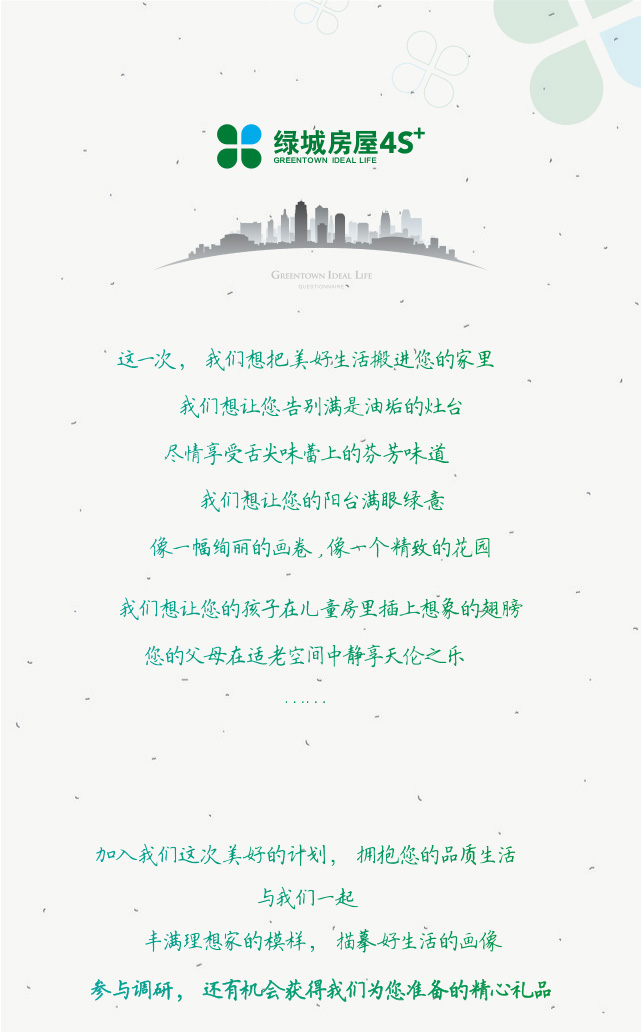 绿城房屋4S+
GREENTOWN IDEAL LIFE
GREENTOWN IDEAL LIFE
QUESTIONNAIRE
这一次，我们想把美好生活搬进您的家里
我们想让您告别满是油垢的灶台
尽情享受舌尖味蕾上的芬芳味道
我们想让您的阳台满眼绿意
像一幅绚丽的画卷,像一个精致的花园
我们想让您的孩子在儿童房里插上想象的翅膀
您的父母在适老空间中静享天伦之乐
……
加入我们这次美好的计划，拥抱您的品质生活
与我们一起
丰满理想家的模样，描摹好生活的画像
参与调研，还有机会获得我们为您准备的精心礼品